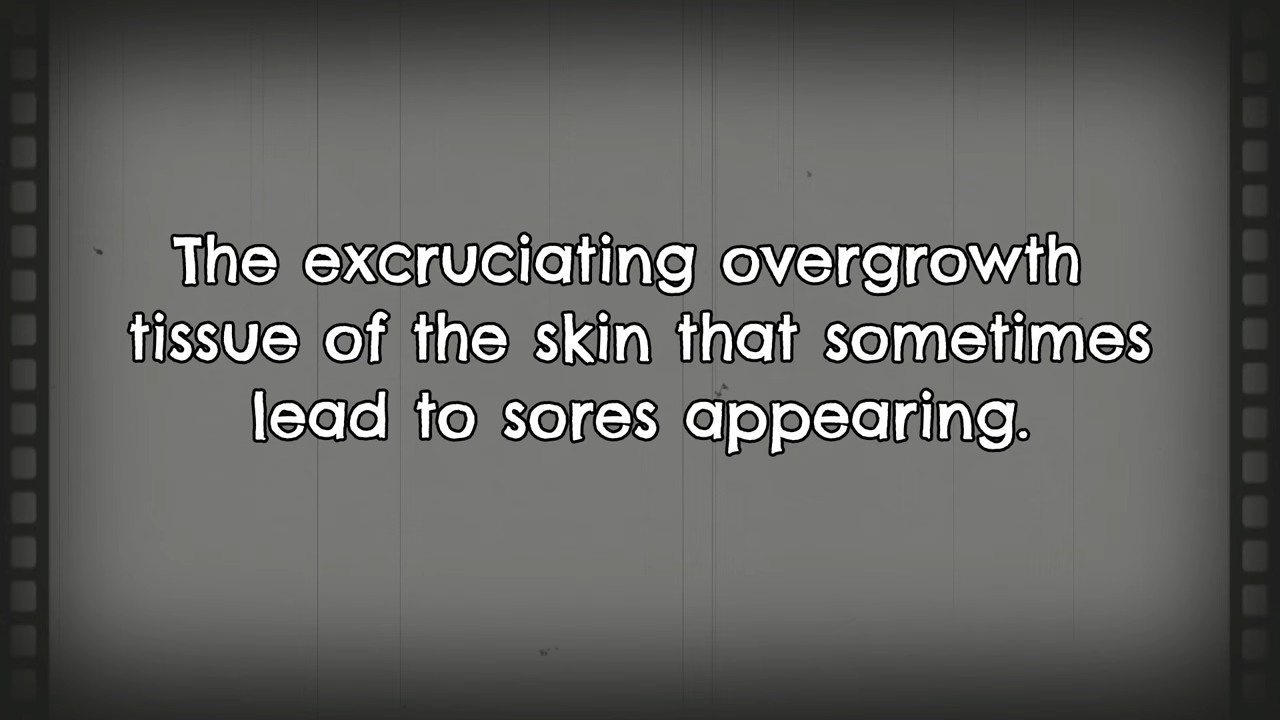 The excruciating overgrowth
tissue of the skin that sometimes
lead to sores appearing.